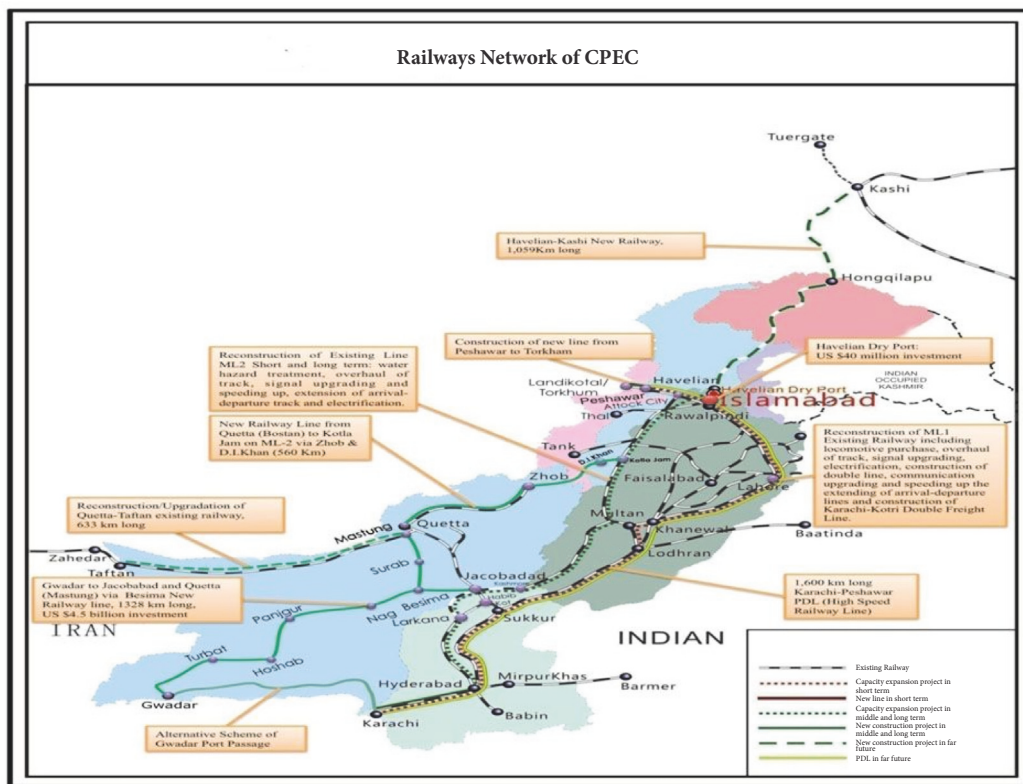 Railways Network of CPEC
Tuergate
Kashi
Havelian-Kashi New Railway,
1,059Km long
Hongqilapu
Construction of new line from
Peshawar to Torkham
Havelian Dry Port:
US $40 million investment
Reconstruction of Existing Line
ML2 Short and long term: water
hazard treatment, overhaul of
track, signal upgrading and
speeding up, extension of arrival-
departure track and electrification.
INDIAN
OCCUPIED
KASHMIR
Landikotal/
Torkhum
Havelian
Havelian Dry Port
Peshawar
Attock City
islamabad
Rawalpindi
Thal
New Railway Line from
Quetta (Bostan) to Kotla
Jam on ML-2 via Zhob &
D.I.Khan (560 Km)
Reconstruction of ML1
Existing Railway including
locomotive purchase, overhaul
of track, signal upgrading,
electrification, construction of
double line, communication
upgrading and speeding up the
extending of arrival-departure
lines and construction of
Karachi-Kotri Double Freight
Line.
Tank
D.I.Khan
Kotla Jam
Zhob
Faisalabad
Lahore
Reconstruction/Upgradation of
Quetta-Taftan existing railway,
633 km long
Multan
Khanewal
Mastung
Quetta
Baatinda
Lodhran
Zahedar
Taftan
Surab
Jacobadad
Kashmor
Gwadar to Jacobabad and Quetta
(Mastung) via Besima New
Railway line, 1328 km long,
US $4.5 billion investment
1,600 km long
Karachi-Peshawar
PDL (High Speed
Railway Line)
Nag Besima
Habib
Kot
Panjgur
Larkana
Sukkur
IRAN
INDIAN
Turbat
Hoshab
Gwadar
Hyderabad
MirpurKhas
Barmer
Babin
Karachi
Alternative Scheme of
Gwadar Port Passage
Existing Railway
Capacity expansion project in
short term
New line in short term
Capacity expansion project in
middle and long term
New construction project in
middle and long term
New construction project in far
future
PDL in far future